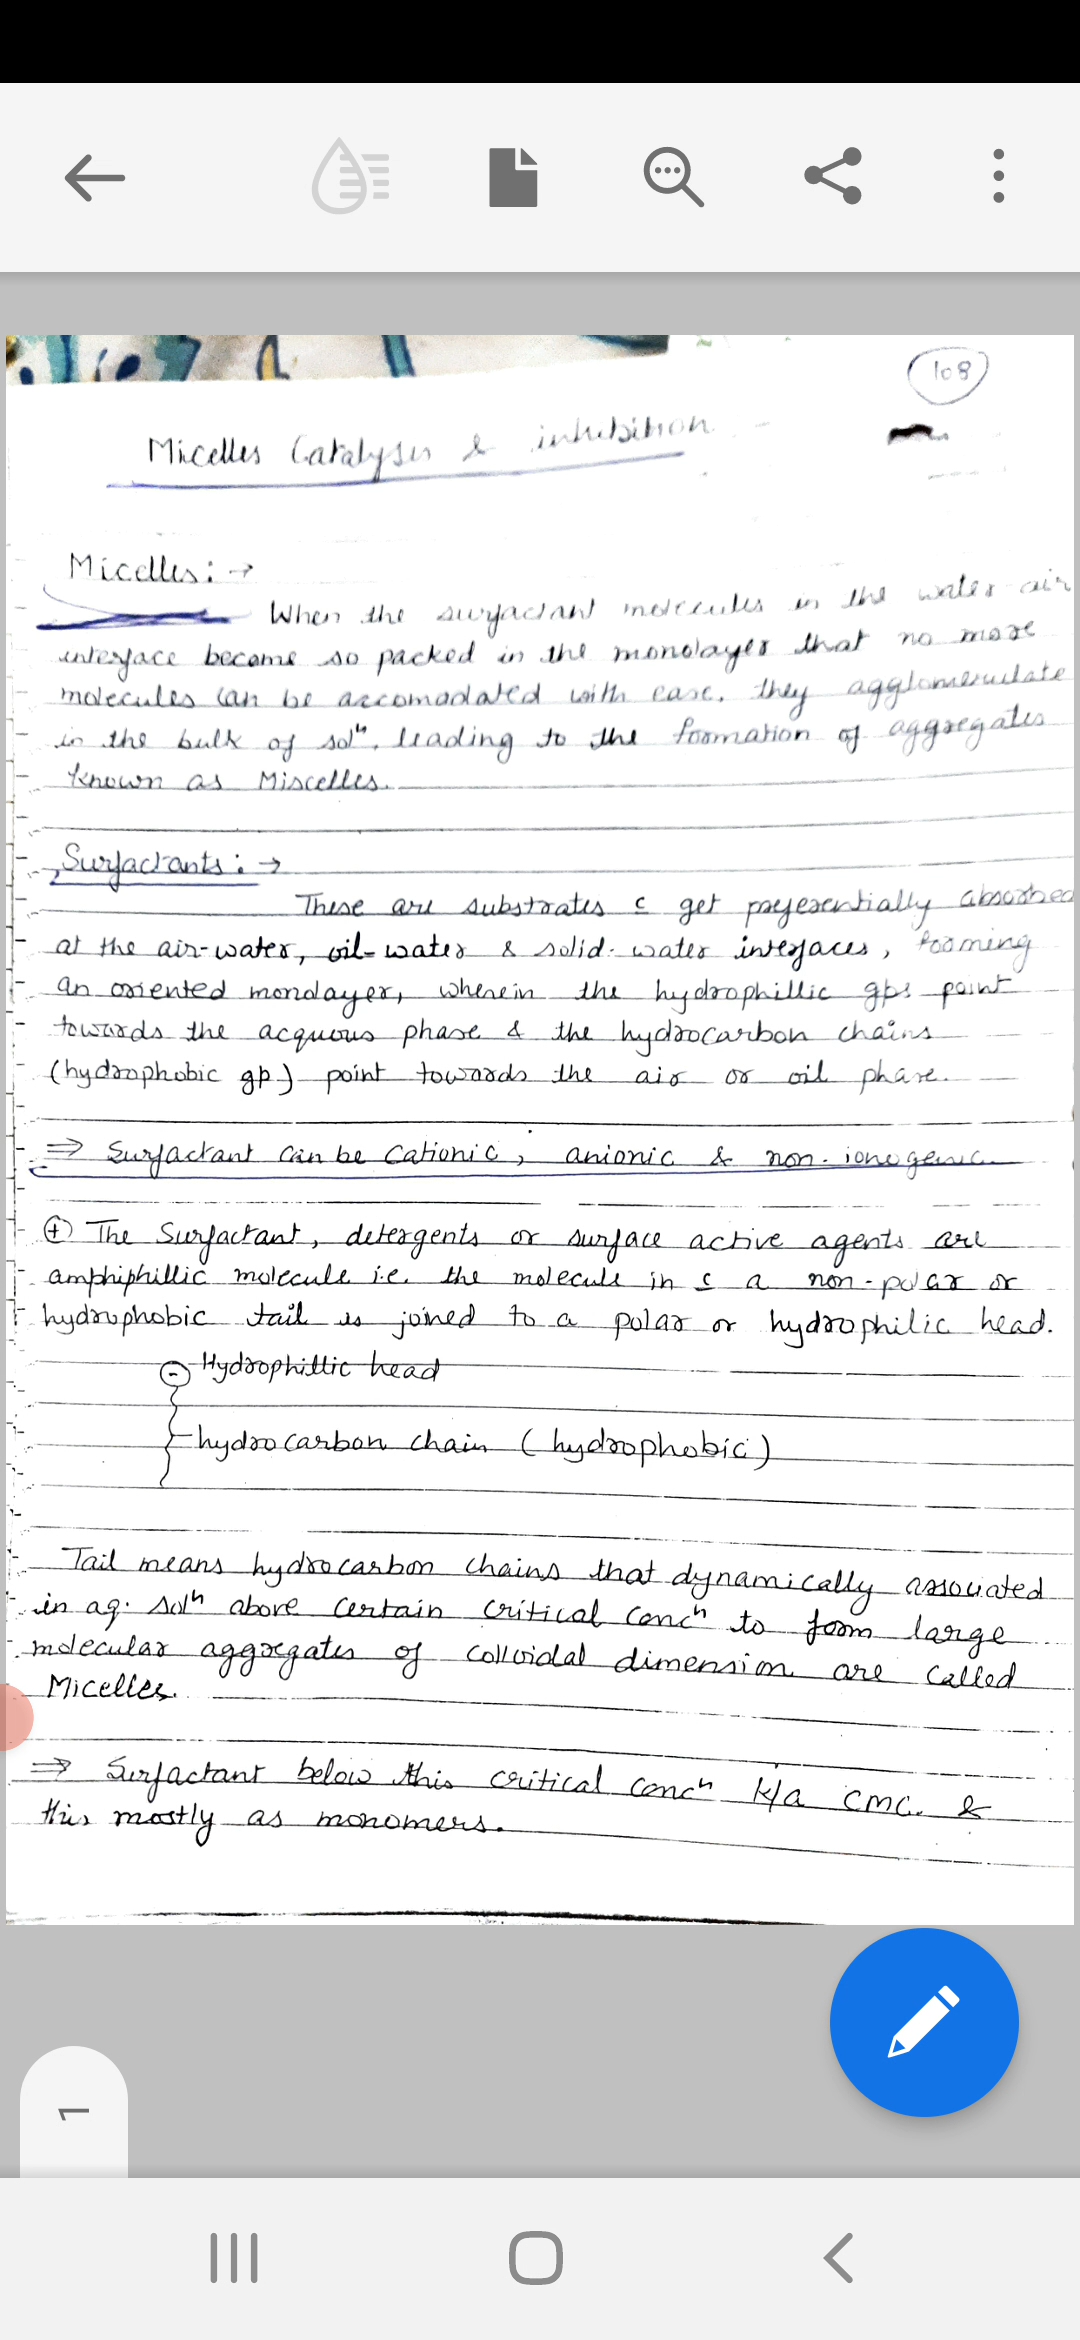 108
Micelles Catalysis & inhibition
Micelles: →
When the surfactant molecules in the water-air
interface become so packed in the monolayer that no more
molecules can be accomodated with ease, they agglomerulate
in the bulk of solⁿ, leading to the formation of aggregates
known as Miscelles.
Surfactants: →
These are substrates c get preferentially absorbed
at the air-water, oil-water & solid-water interfaces, forming
an oriented monolayer, wherein the hydrophillic gps point
towards the acquous phase & the hydrocarbon chains
(hydrophobic gp.) point towards the air or oil phase.
⇒ Surfactant can be Cationic, anionic & non-ionogenic.
⊕ The Surfactant, detergents or surface active agents are
amphiphillic molecule i.e. the molecule in c a non-polar or
hydrophobic tail is joined to a polar or hydrophilic head.
⊖ Hydrophillic head
hydrocarbon chain (hydrophobic)
Tail means hydrocarbon chains that dynamically associated
in aq. solⁿ above certain critical concⁿ to form large
molecular aggregates of colloidal dimension are called
Micelles.
⇒ Surfactant below this critical concⁿ k/a CMC. &
this mostly as monomers.
1